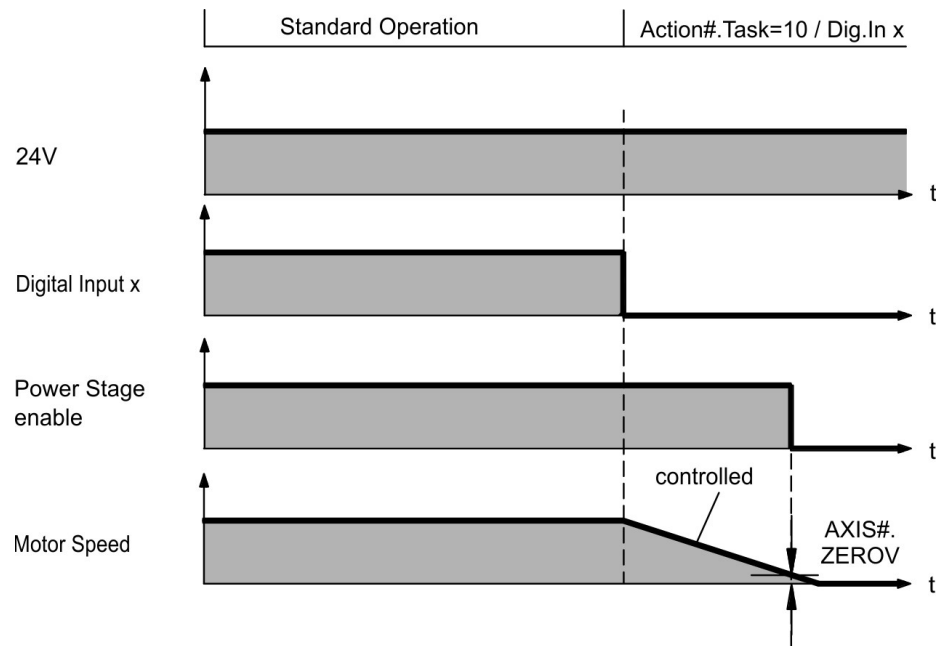 Standard Operation
Action#.Task=10 / Dig.In x
24V
t
Digital Input x
t
Power Stage
enable
t
controlled
Motor Speed
AXIS#.
ZEROV
t